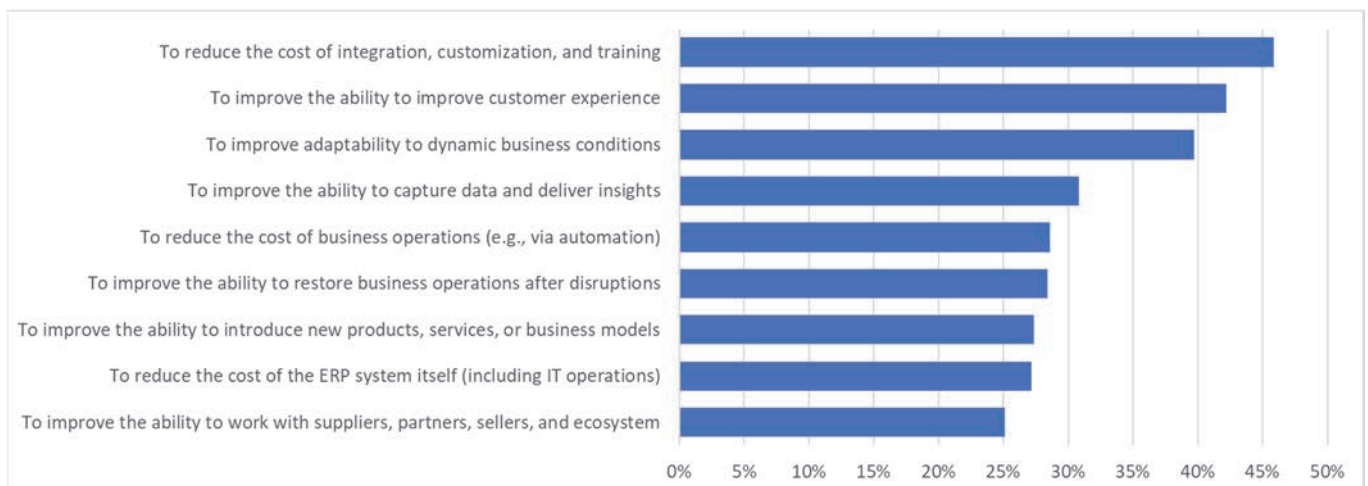 To reduce the cost of integration, customization, and training
To improve the ability to improve customer experience
To improve adaptability to dynamic business conditions
To improve the ability to capture data and deliver insights
To reduce the cost of business operations (e.g., via automation)
To improve the ability to restore business operations after disruptions
To improve the ability to introduce new products, services, or business models
To reduce the cost of the ERP system itself (including IT operations)
To improve the ability to work with suppliers, partners, sellers, and ecosystem
0% 5% 10% 15% 20% 25% 30% 35% 40% 45% 50%